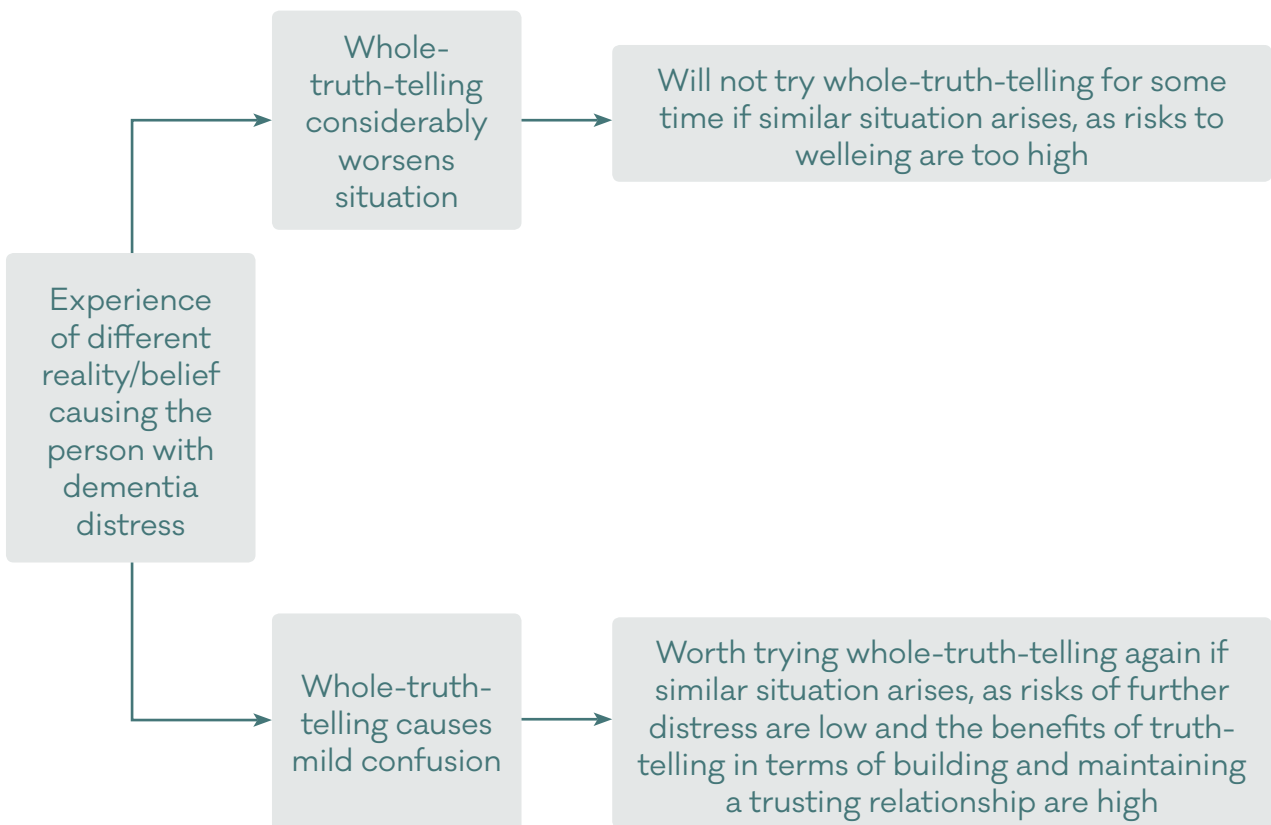 Whole-
truth-telling
considerably
worsens
situation
Will not try whole-truth-telling for some
time if similar situation arises, as risks to
welleing are too high
Experience
of different
reality/belief
causing the
person with
dementia
distress
Whole-truth-
telling causes
mild confusion
Worth trying whole-truth-telling again if
similar situation arises, as risks of further
distress are low and the benefits of truth-
telling in terms of building and maintaining
a trusting relationship are high